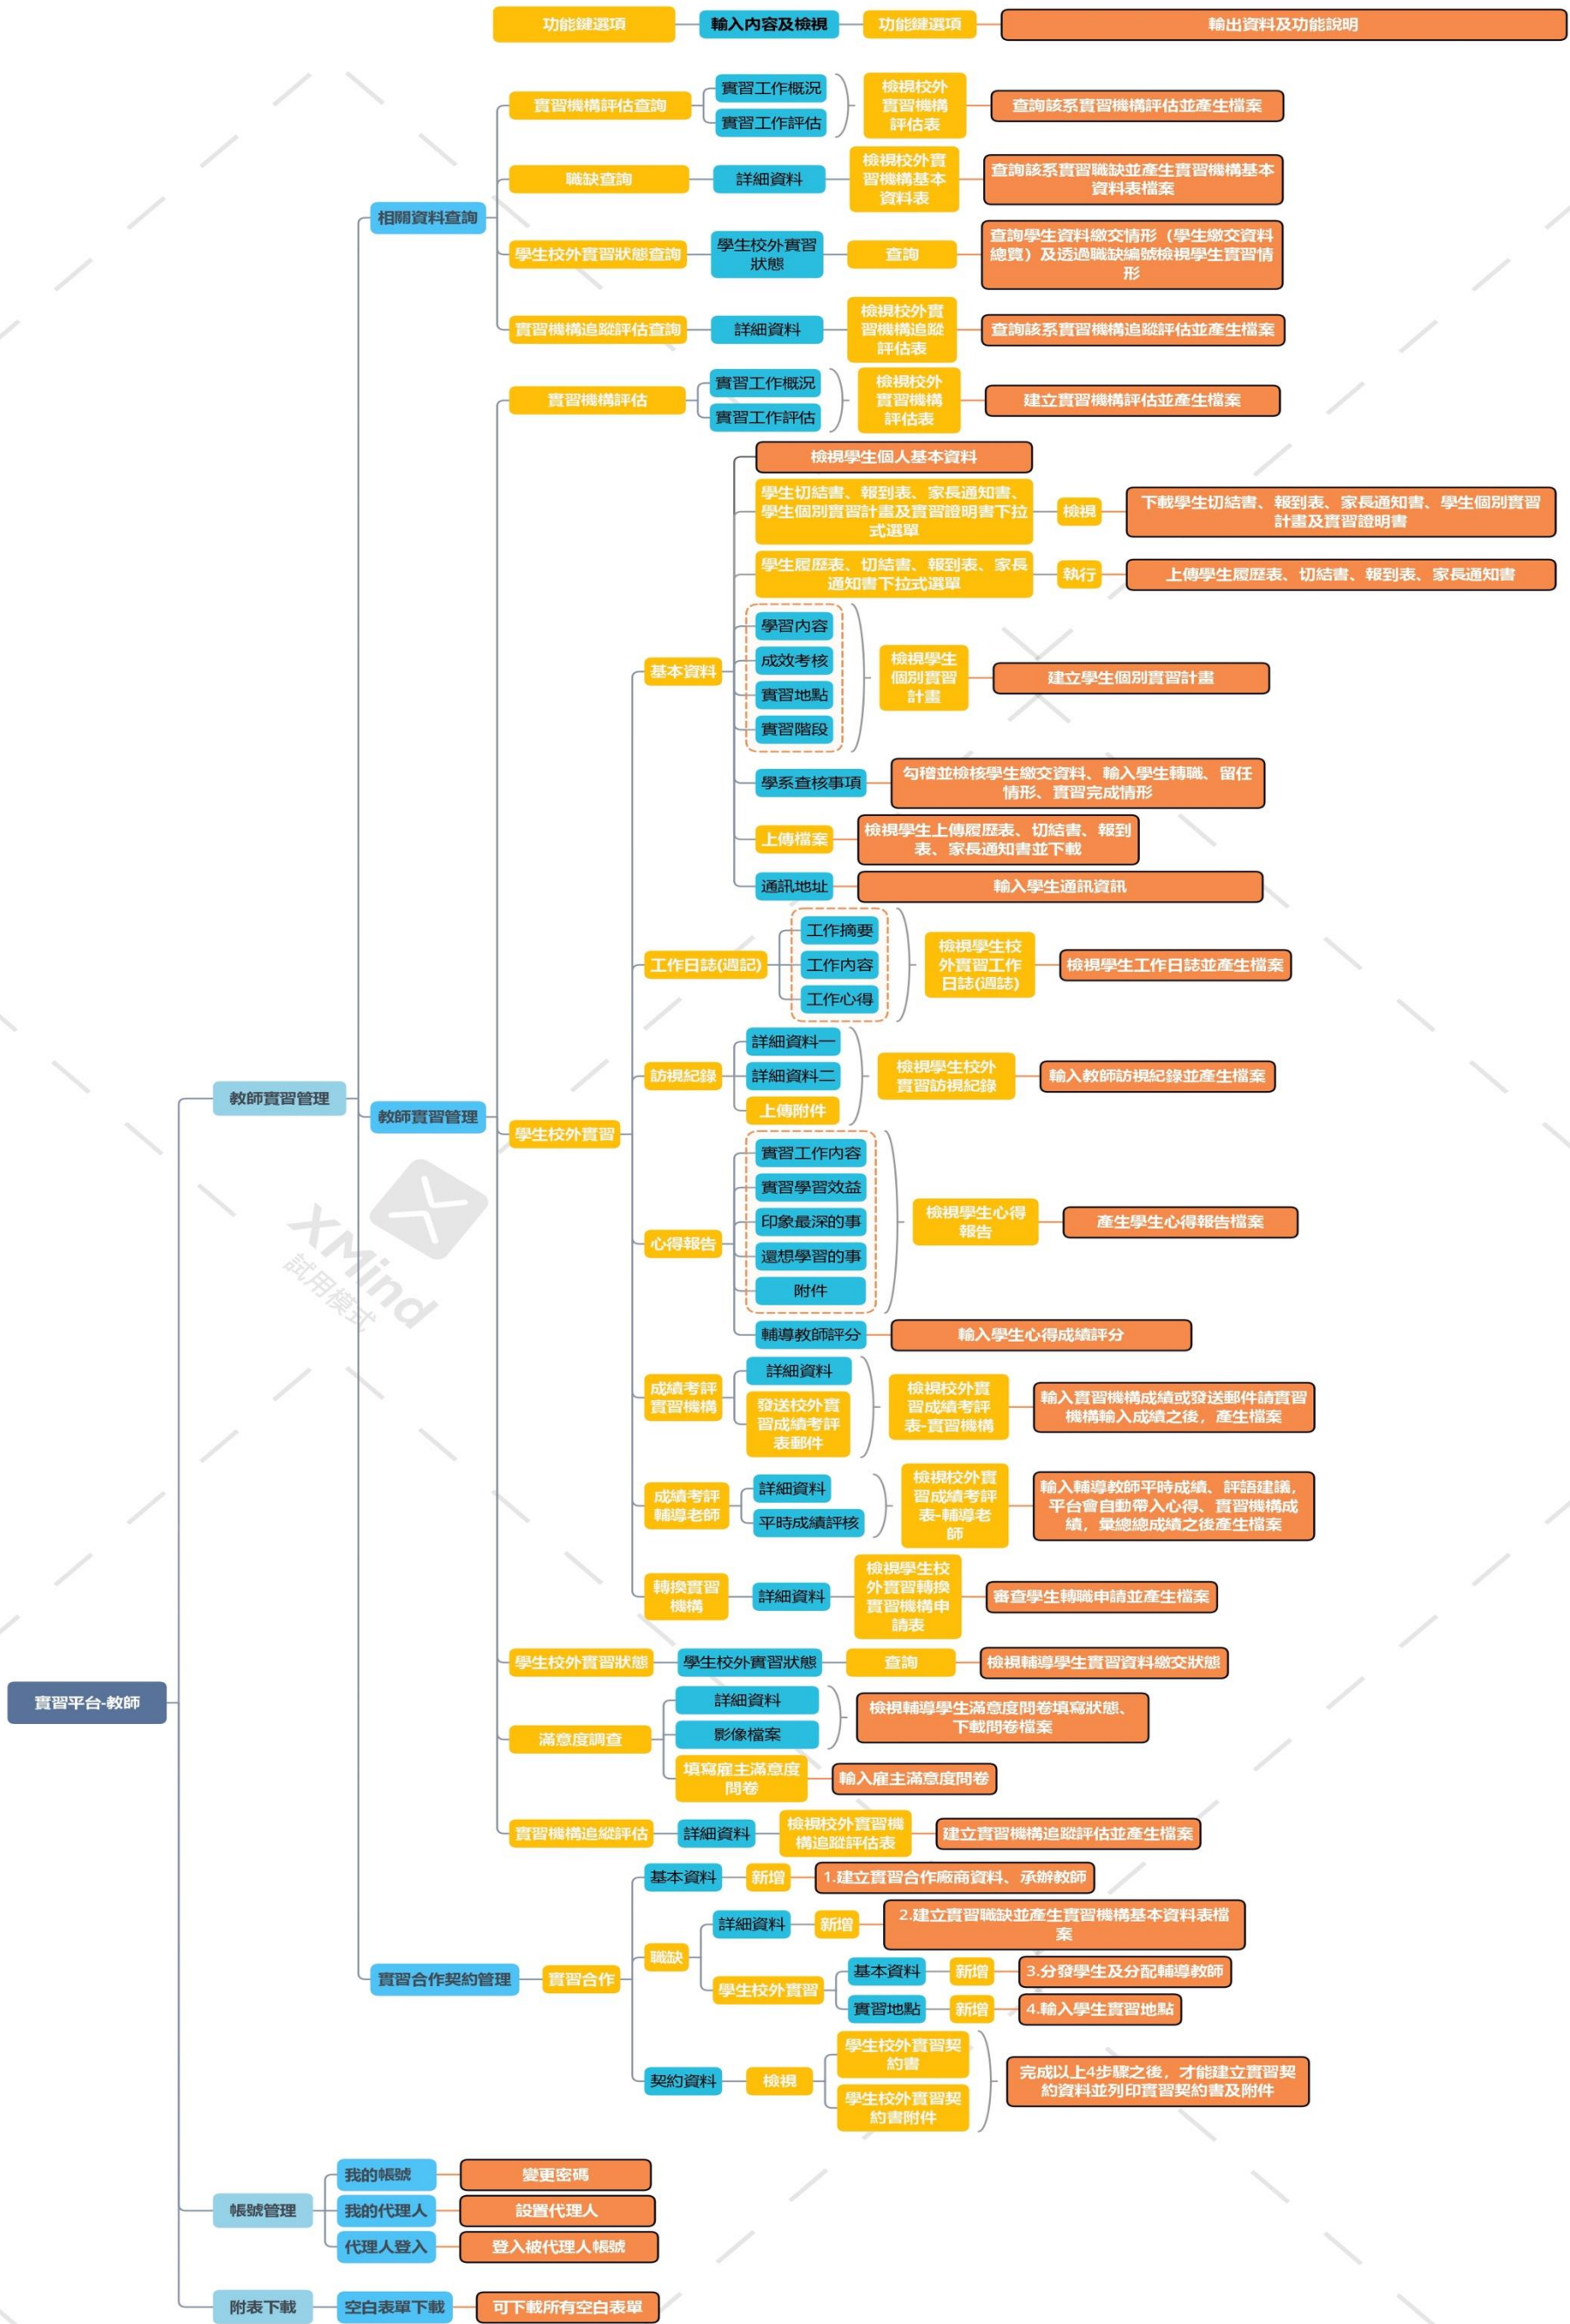 功能鍵選項
輸入內容及檢視
功能鍵選項
輸出資料及功能說明
實習平台-教師
教師實習管理
相關資料查詢
實習機構評估查詢
實習工作概況
實習工作評估
檢視校外
實習機構
評估表
查詢該系實習機構評估並產生檔案
職缺查詢
詳細資料
檢視校外實
習機構基本
資料表
查詢該系實習職缺並產生實習機構基本
資料表檔案
學生校外實習狀態查詢
學生校外實習
狀態
查詢
查詢學生資料繳交情形（學生繳交資料
總覽）及透過職缺編號檢視學生實習情
形
實習機構追蹤評估查詢
詳細資料
檢視校外實
習機構追蹤
評估表
查詢該系實習機構追蹤評估並產生檔案
教師實習管理
實習機構評估
實習工作概況
實習工作評估
檢視校外
實習機構
評估表
建立實習機構評估並產生檔案
學生校外實習
基本資料
檢視學生個人基本資料
學生切結書、報到表、家長通知書、
學生個別實習計畫及實習證明書下拉
式選單
檢視
下載學生切結書、報到表、家長通知書、學生個別實習
計畫及實習證明書
學生履歷表、切結書、報到表、家長
通知書下拉式選單
執行
上傳學生履歷表、切結書、報到表、家長通知書
學習內容
成效考核
實習地點
實習階段
檢視學生
個別實習
計畫
建立學生個別實習計畫
學系查核事項
勾稽並檢核學生繳交資料、輸入學生轉職、留任
情形、實習完成情形
上傳檔案
檢視學生上傳履歷表、切結書、報到
表、家長通知書並下載
通訊地址
輸入學生通訊資訊
工作日誌(週記)
工作摘要
工作內容
工作心得
檢視學生校
外實習工作
日誌(週誌)
檢視學生工作日誌並產生檔案
訪視紀錄
詳細資料一
詳細資料二
上傳附件
檢視學生校外
實習訪視紀錄
輸入教師訪視紀錄並產生檔案
心得報告
實習工作內容
實習學習效益
印象最深的事
還想學習的事
附件
檢視學生心得
報告
產生學生心得報告檔案
輔導教師評分
輸入學生心得成績評分
成績考評
實習機構
詳細資料
發送校外實
習成績考評
表郵件
檢視校外實
習成績考評
表-實習機構
輸入實習機構成績或發送郵件請實習
機構輸入成績之後，產生檔案
成績考評
輔導老師
詳細資料
平時成績評核
檢視校外實
習成績考評
表-輔導老
師
輸入輔導教師平時成績、評語建議，
平台會自動帶入心得、實習機構成
績，彙總總成績之後產生檔案
轉換實習
機構
詳細資料
檢視學生校
外實習轉換
實習機構申
請表
審查學生轉職申請並產生檔案
學生校外實習狀態
學生校外實習狀態
查詢
檢視輔導學生實習資料繳交狀態
滿意度調查
詳細資料
影像檔案
檢視輔導學生滿意度問卷填寫狀態、
下載問卷檔案
填寫雇主滿意度
問卷
輸入雇主滿意度問卷
實習機構追縱評估
詳細資料
檢視校外實習機
構追蹤評估表
建立實習機構追蹤評估並產生檔案
實習合作契約管理
實習合作
基本資料
新增
1.建立實習合作廠商資料、承辦教師
職缺
詳細資料
新增
2.建立實習職缺並產生實習機構基本資料表檔
案
學生校外實習
基本資料
新增
3.分發學生及分配輔導教師
實習地點
新增
4.輸入學生實習地點
契約資料
檢視
學生校外實習契
約書
學生校外實習契
約書附件
完成以上4步驟之後，才能建立實習契
約資料並列印實習契約書及附件
帳號管理
我的帳號
變更密碼
我的代理人
設置代理人
代理人登入
登入被代理人帳號
附表下載
空白表單下載
可下載所有空白表單
XMind
試用模式